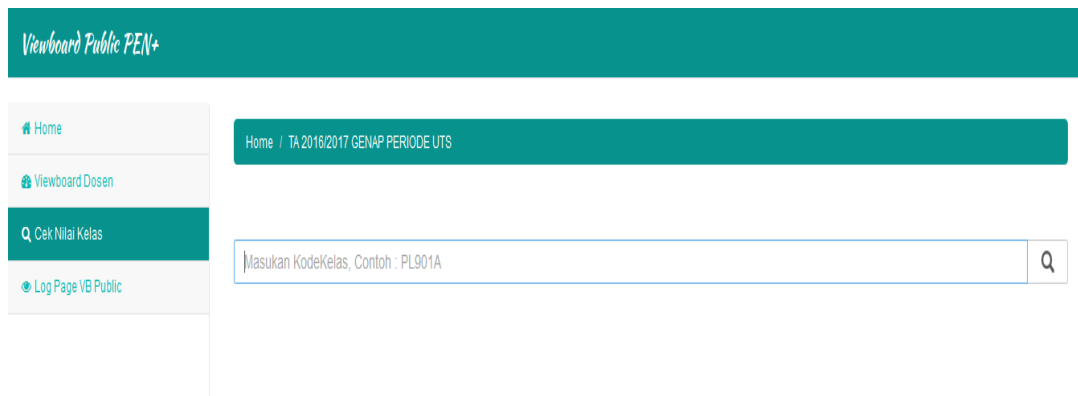 Viewboard Public PEN+
Home
Viewboard Dosen
Cek Nilai Kelas
Log Page VB Public
Home / TA 2016/2017 GENAP PERIODE UTS
Masukan KodeKelas, Contoh : PL901A